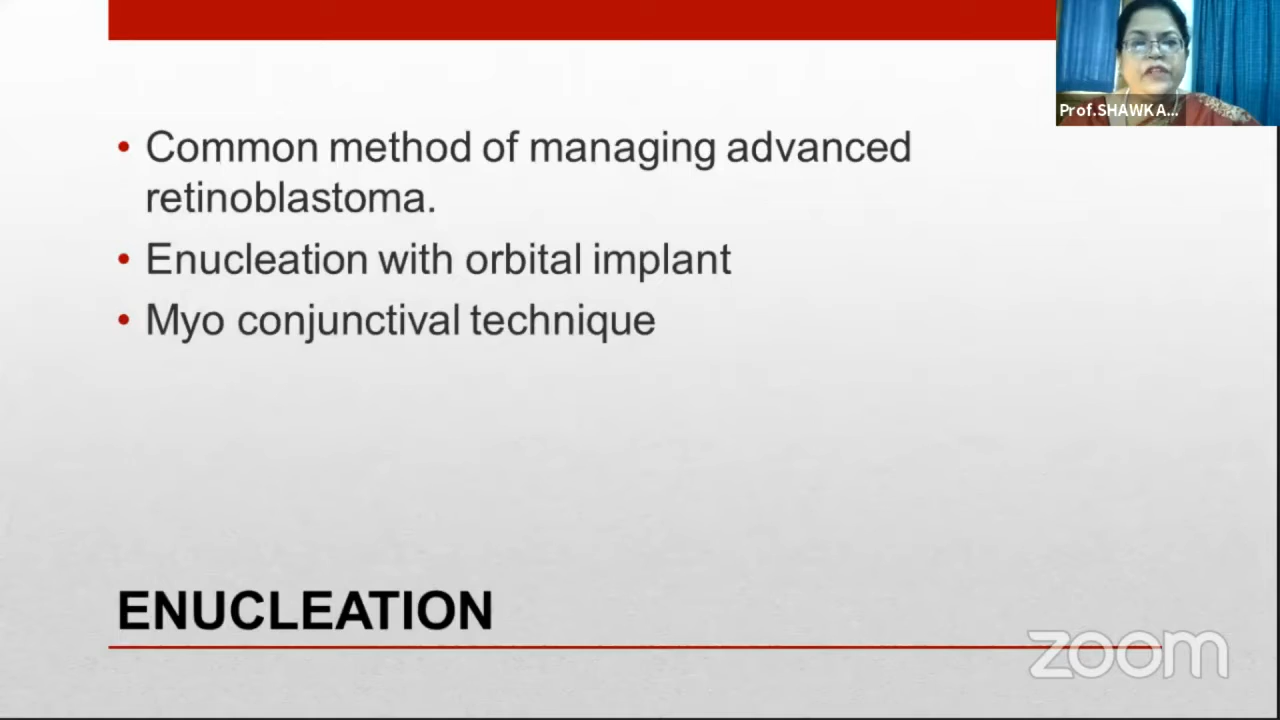 Prof.SHAWKA...
• Common method of managing advanced
retinoblastoma.
• Enucleation with orbital implant
• Myo conjunctival technique
ENUCLEATION
zoom